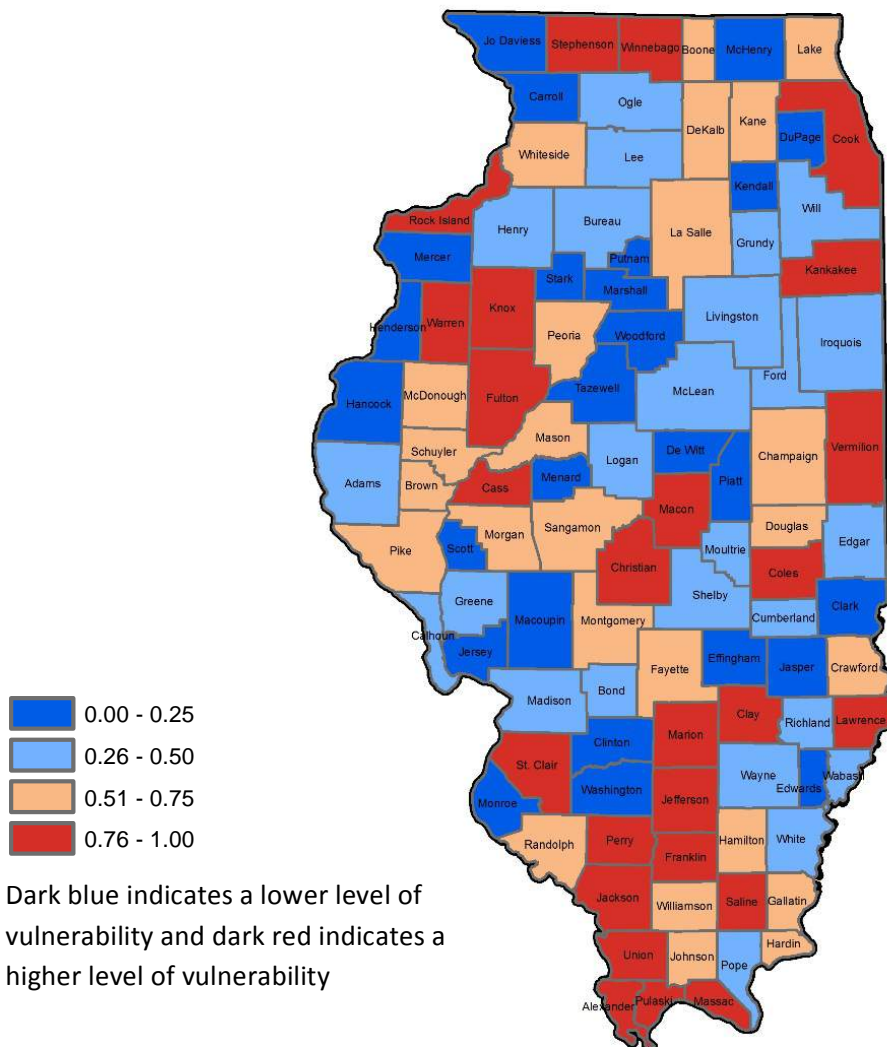 Jo Daviess
Stephenson
Winnebago
Boone
McHenry
Lake
Carroll
Ogle
DeKalb
Kane
DuPage
Cook
Whiteside
Lee
Kendall
Will
Rock Island
Henry
Bureau
La Salle
Grundy
Putnam
Mercer
Stark
Marshall
Kankakee
Henderson
Warren
Knox
Peoria
Woodford
Livingston
Iroquois
Ford
Hancock
McDonough
Fulton
Tazewell
McLean
Mason
Schuyler
Logan
De Witt
Champaign
Vermilion
Adams
Brown
Cass
Menard
Piatt
Macon
Douglas
Pike
Scott
Morgan
Sangamon
Moultrie
Edgar
Christian
Coles
Greene
Shelby
Cumberland
Clark
Calhoun
Macoupin
Montgomery
Jersey
Fayette
Effingham
Jasper
Crawford
Madison
Bond
Clay
Richland
Lawrence
Clinton
Marion
St. Clair
Wayne
Edwards
Wabash
Monroe
Washington
Jefferson
Randolph
Perry
Hamilton
White
Franklin
Jackson
Williamson
Saline
Gallatin
Union
Johnson
Pope
Hardin
Alexander
Pulaski
Massac
0.00 - 0.25
0.26 - 0.50
0.51 - 0.75
0.76 - 1.00
Dark blue indicates a lower level of
vulnerability and dark red indicates a
higher level of vulnerability